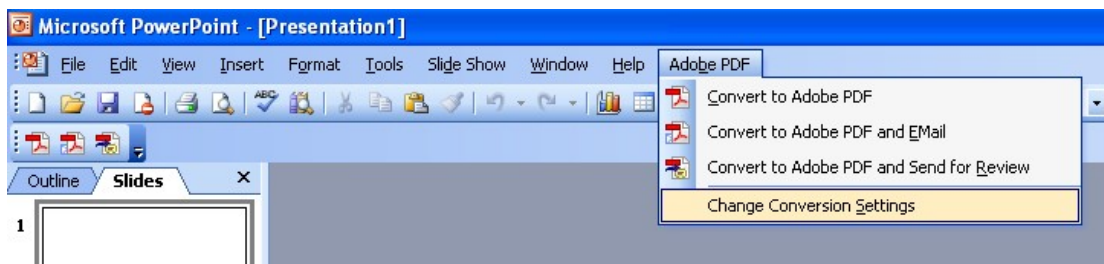 Microsoft PowerPoint - [Presentation1]
File Edit View Insert Format Tools Slide Show Window Help Adobe PDF
Convert to Adobe PDF
ABC
Convert to Adobe PDF and EMail
Convert to Adobe PDF and Send for Review
Outline Slides X
Change Conversion Settings
1